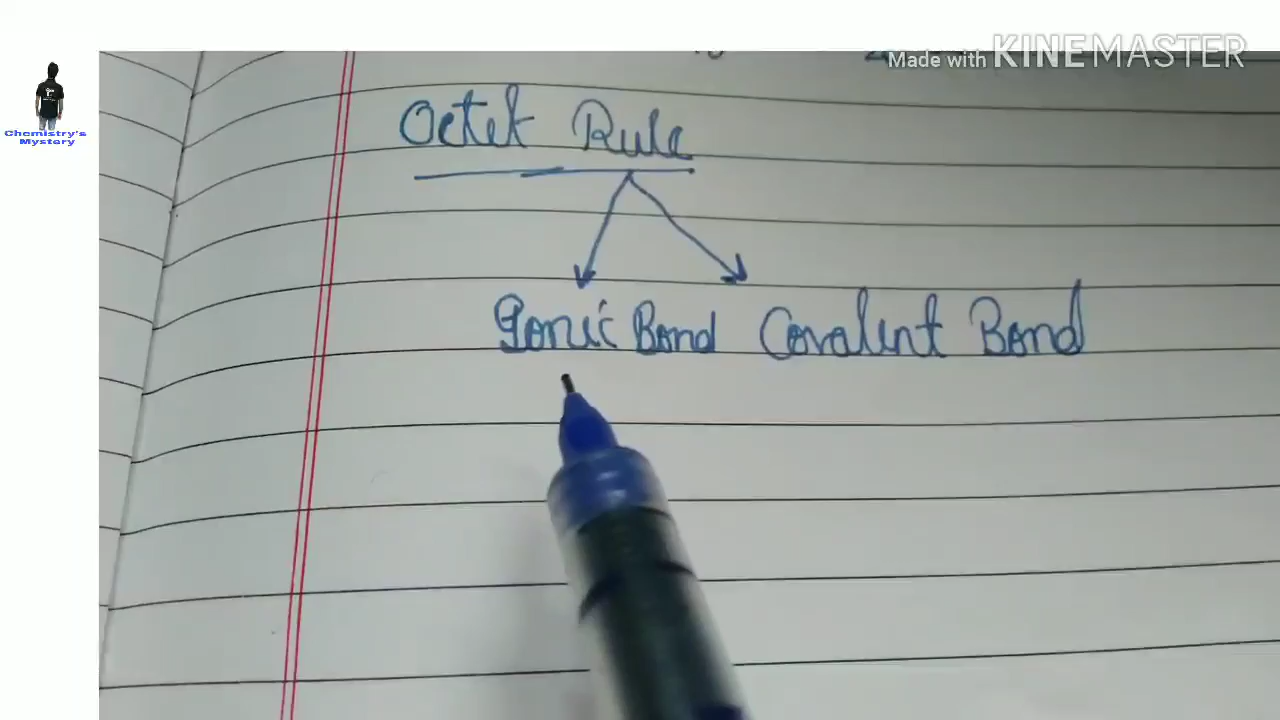 Made with KINEMASTER
Chemistry's
Mystery
Octet Rule
Ionic Bond Covalent Bond